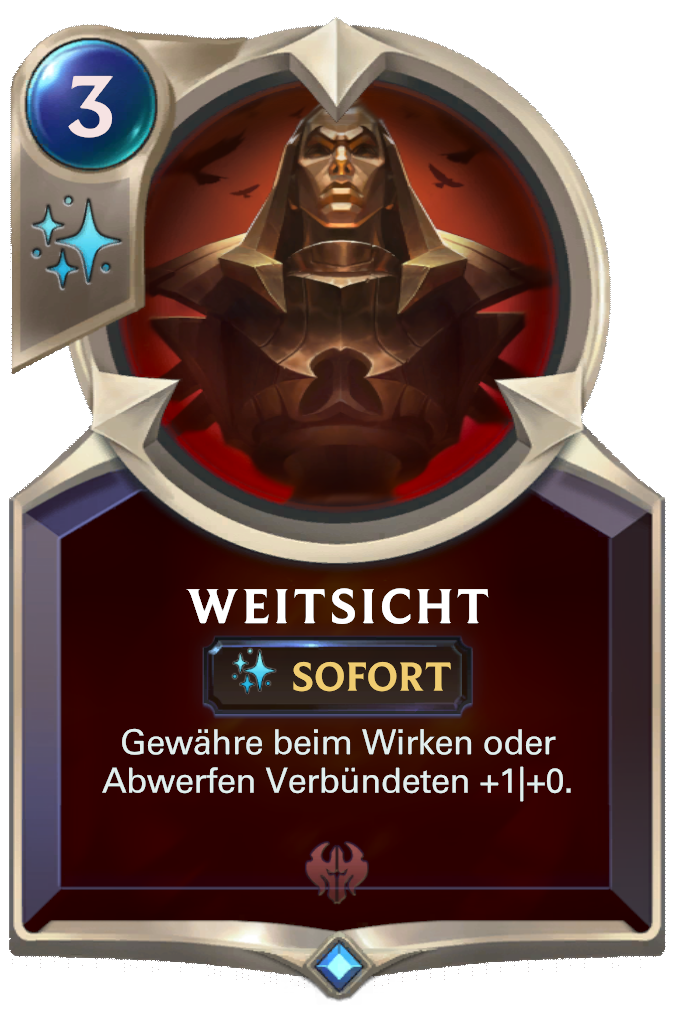 3
WEITSICHT
SOFORT
Gewähre beim Wirken oder
Abwerfen Verbündeten +1|+0.